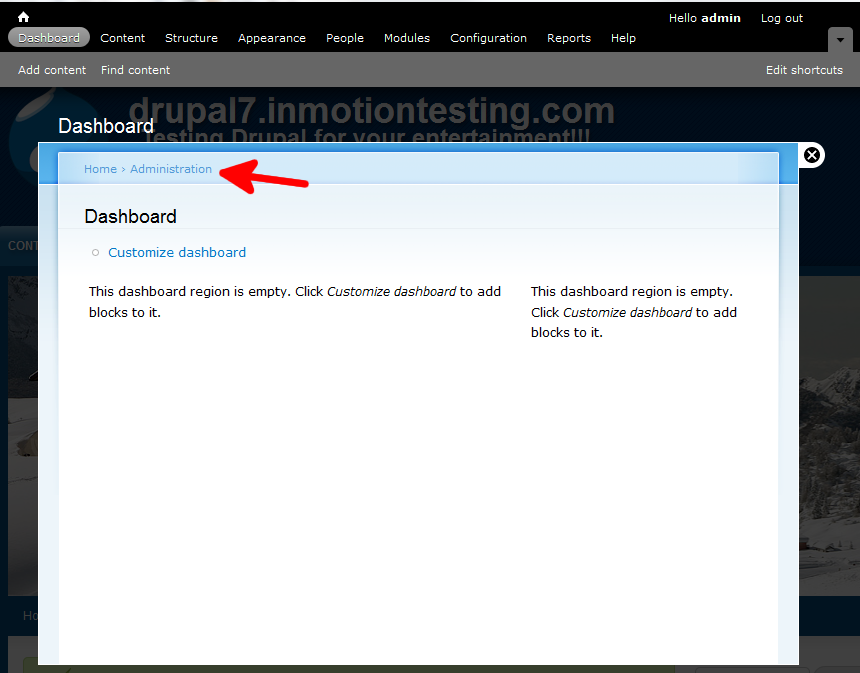 Hello admin Log out
Dashboard Content Structure Appearance People Modules Configuration Reports Help
Add content Find content Edit shortcuts
drupal7.inmotiontesting.com
Testing Drupal for your entertainment!!!
Dashboard
Home › Administration
Dashboard
Customize dashboard
This dashboard region is empty. Click Customize dashboard to add
blocks to it.
This dashboard region is empty.
Click Customize dashboard to add
blocks to it.